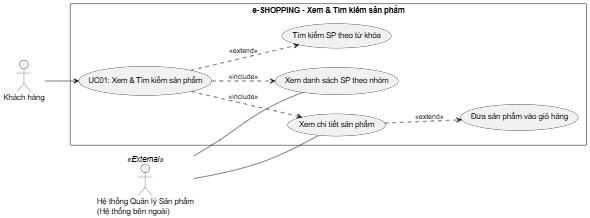 e-SHOPPING - Xem & Tìm kiếm sản phẩm
Tìm kiếm SP theo từ khóa
«extend»
UC01: Xem & Tìm kiếm sản phẩm
«include»
Xem danh sách SP theo nhóm
Khách hàng
«include»
Xem chi tiết sản phẩm
«extend»
Đưa sản phẩm vào giỏ hàng
«External»
Hệ thống Quản lý Sản phẩm
(Hệ thống bên ngoài)